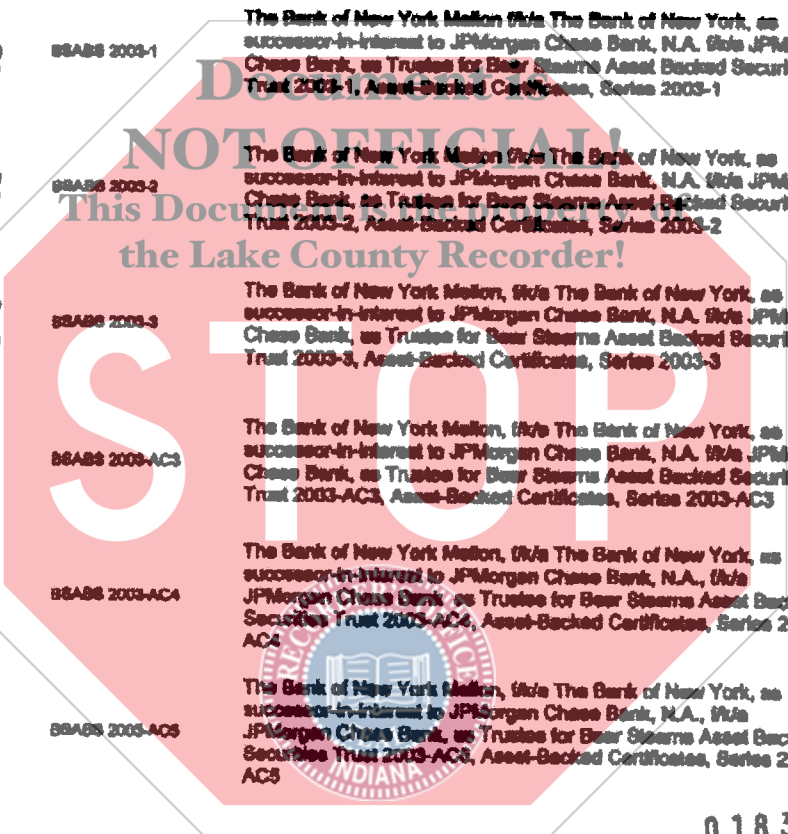 BSABS 2003-1
The Bank of New York Mellon f/k/a The Bank of New York, as
successor-in-interest to JPMorgan Chase Bank, N.A. f/k/a JPM
Chase Bank, as Trustee for Bear Stearns Asset Backed Securit
Trust 2003-1, Asset-Backed Certificates, Series 2003-1
Document is
NOT OFFICIAL!
This Document is the property of
the Lake County Recorder!
BSABS 2003-2
The Bank of New York Mellon f/k/a The Bank of New York, as
successor-in-interest to JPMorgan Chase Bank, N.A. f/k/a JPM
Chase Bank, as Trustee for Bear Stearns Asset Backed Securit
Trust 2003-2, Asset-Backed Certificates, Series 2003-2
BSABS 2003-3
The Bank of New York Mellon, f/k/a The Bank of New York, as
successor-in-interest to JPMorgan Chase Bank, N.A. f/k/a JPM
Chase Bank, as Trustee for Bear Stearns Asset Backed Securit
Trust 2003-3, Asset-Backed Certificates, Series 2003-3
STOP
BSABS 2003-AC3
The Bank of New York Mellon, f/k/a The Bank of New York, as
successor-in-interest to JPMorgan Chase Bank, N.A. f/k/a JPM
Chase Bank, as Trustee for Bear Stearns Asset Backed Securit
Trust 2003-AC3, Asset-Backed Certificates, Series 2003-AC3
BSABS 2003-AC4
The Bank of New York Mellon, f/k/a The Bank of New York, as
successor-in-interest to JPMorgan Chase Bank, N.A., f/k/a
JPMorgan Chase Bank, as Trustee for Bear Stearns Asset Bac
Securities Trust 2003-AC4, Asset-Backed Certificates, Series 2
AC4
RECORDER'S OFFICE
INDIANA
BSABS 2003-AC5
The Bank of New York Mellon, f/k/a The Bank of New York, as
successor-in-interest to JPMorgan Chase Bank, N.A., f/k/a
JPMorgan Chase Bank, as Trustee for Bear Stearns Asset Bac
Securities Trust 2003-AC5, Asset-Backed Certificates, Series 2
AC5
0183